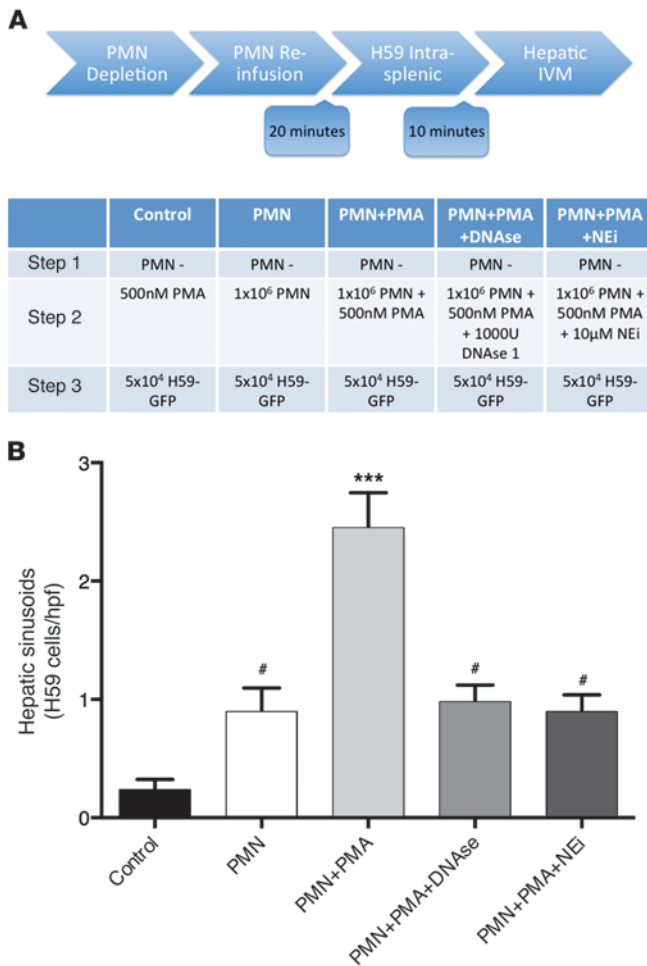 A
PMN Depletion
PMN Re-infusion
H59 Intra-splenic
Hepatic IVM
20 minutes
10 minutes
Control PMN PMN+PMA PMN+PMA +DNAse PMN+PMA +NEi
Step 1 PMN - PMN - PMN - PMN - PMN -
Step 2 500nM PMA 1x10⁶ PMN 1x10⁶ PMN + 500nM PMA 1x10⁶ PMN + 500nM PMA + 1000U DNAse 1 1x10⁶ PMN + 500nM PMA + 10µM NEi
Step 3 5x10⁴ H59-GFP 5x10⁴ H59-GFP 5x10⁴ H59-GFP 5x10⁴ H59-GFP 5x10⁴ H59-GFP
B
Hepatic sinusoids
(H59 cells/hpf)
3
2
1
0
#
***
#
#
Control
PMN
PMN+PMA
PMN+PMA+DNAse
PMN+PMA+NEi